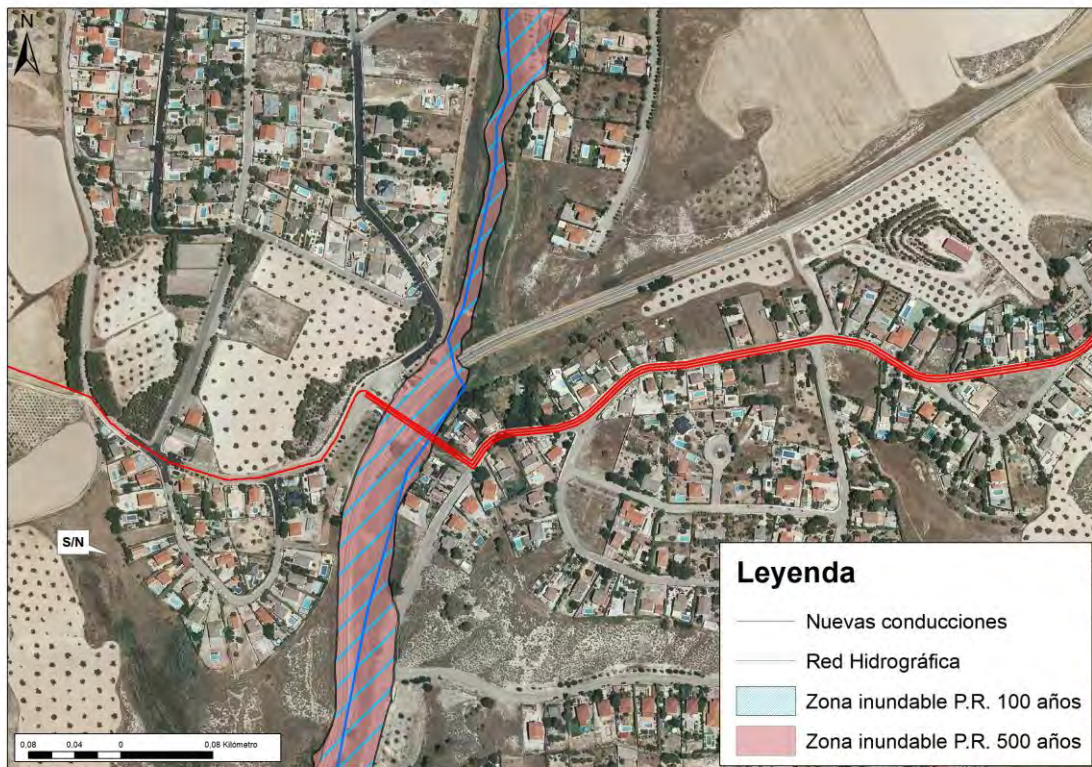 N
S/N
Leyenda
Nuevas conducciones
Red Hidrográfica
Zona inundable P.R. 100 años
Zona inundable P.R. 500 años
0,08 0,04 0 0,08 Kilómetro